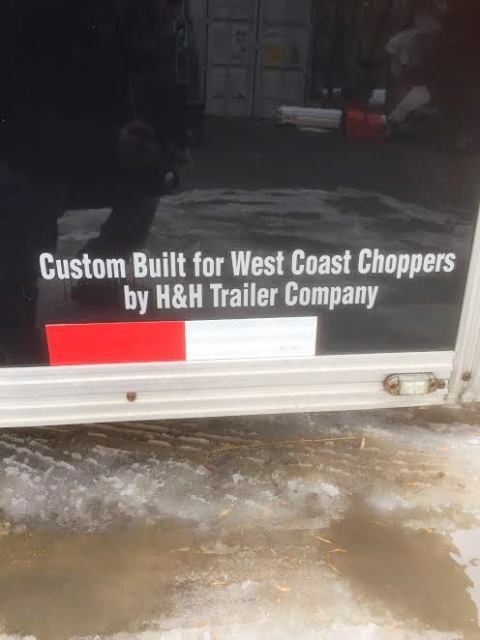 Custom Built for West Coast Choppers
by H&H Trailer Company